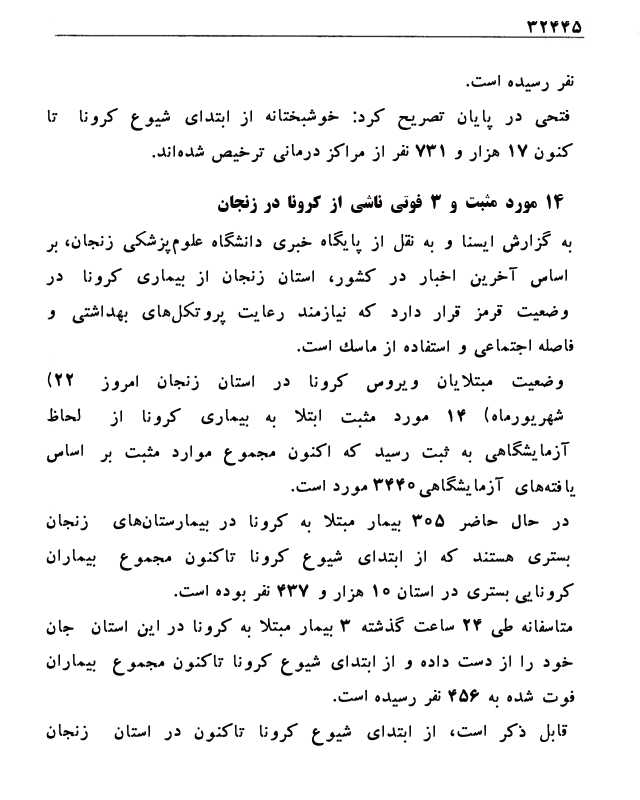 ۳۲۴۴۵
نفر رسیده است.
فتحی در پایان تصریح کرد: خوشبختانه از ابتدای شیوع کرونا تا
کنون ۱۷ هزار و ۷۳۱ نفر از مراکز درمانی ترخیص شده‌اند.
۱۴ مورد مثبت و ۳ فوتی ناشی از کرونا در زنجان
به گزارش ایسنا و به نقل از پایگاه خبری دانشگاه علوم‌پزشکی زنجان، بر
اساس آخرین اخبار در کشور، استان زنجان از بیماری کرونا در
وضعیت قرمز قرار دارد که نیازمند رعایت پروتکل‌های بهداشتی و
فاصله اجتماعی و استفاده از ماسك است.
وضعیت مبتلایان ویروس کرونا در استان زنجان امروز ۲۲)
شهریورماه) ۱۴ مورد مثبت ابتلا به بیماری کرونا از لحاظ
آزمایشگاهی به ثبت رسید که اکنون مجموع موارد مثبت بر اساس
یافته‌های آزمایشگاهی ۳۴۴۰ مورد است.
در حال حاضر ۳۰۵ بیمار مبتلا به کرونا در بیمارستان‌های زنجان
بستری هستند که از ابتدای شیوع کرونا تاکنون مجموع بیماران
کرونایی بستری در استان ۱۰ هزار و ۴۳۷ نفر بوده است.
متاسفانه طی ۲۴ ساعت گذشته ۳ بیمار مبتلا به کرونا در این استان جان
خود را از دست داده و از ابتدای شیوع کرونا تاکنون مجموع بیماران
فوت شده به ۴۵۶ نفر رسیده است.
قابل ذکر است، از ابتدای شیوع کرونا تاکنون در استان زنجان